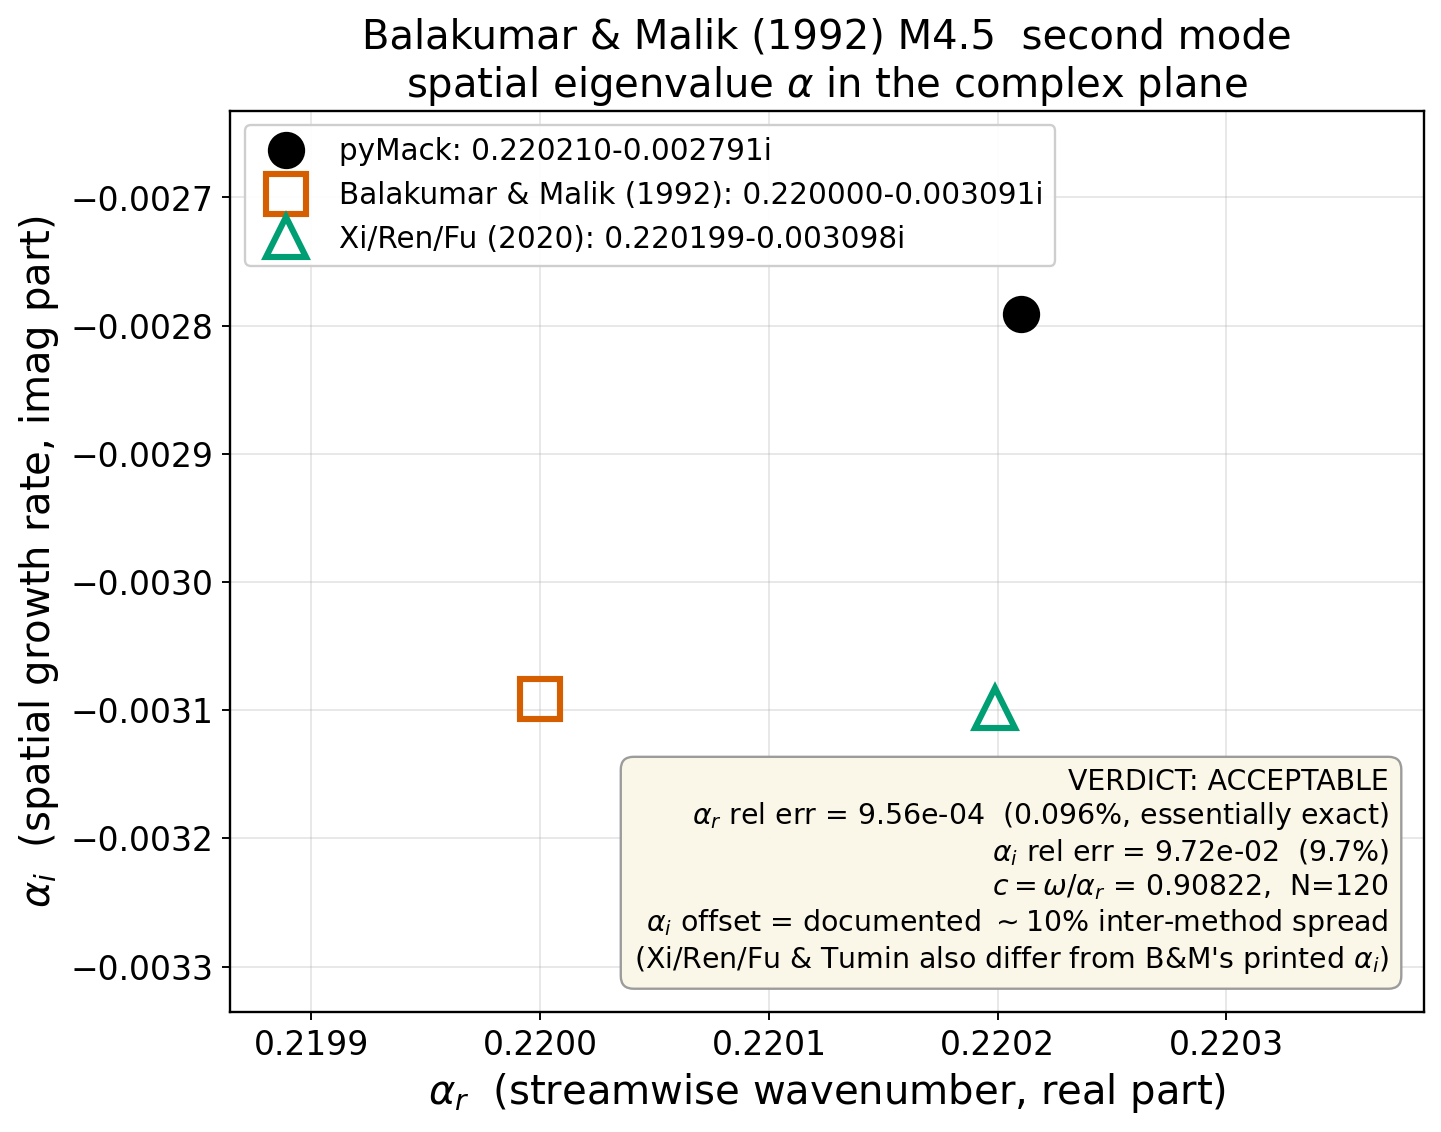 Balakumar & Malik (1992) M4.5  second mode
spatial eigenvalue α in the complex plane
pyMack: 0.220210-0.002791i
Balakumar & Malik (1992): 0.220000-0.003091i
Xi/Ren/Fu (2020): 0.220199-0.003098i
αᵢ  (spatial growth rate, imag part)
−0.0027
−0.0028
−0.0029
−0.0030
−0.0031
−0.0032
−0.0033
VERDICT: ACCEPTABLE
αᵣ rel err = 9.56e-04  (0.096%, essentially exact)
αᵢ rel err = 9.72e-02  (9.7%)
c = ω/αᵣ = 0.90822,  N=120
αᵢ offset = documented ~10% inter-method spread
(Xi/Ren/Fu & Tumin also differ from B&M's printed αᵢ)
0.2199
0.2200
0.2201
0.2202
0.2203
αᵣ  (streamwise wavenumber, real part)